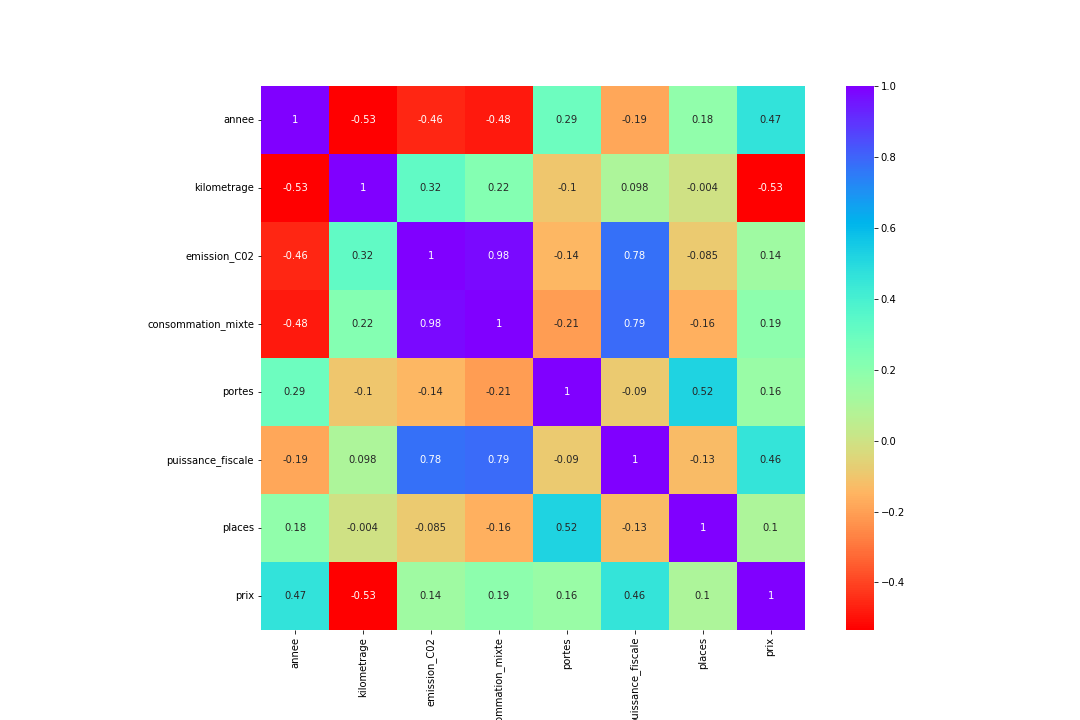 annee 1 -0.53 -0.46 -0.48 0.29 -0.19 0.18 0.47
kilometrage -0.53 1 0.32 0.22 -0.1 0.098 -0.004 -0.53
emission_C02 -0.46 0.32 1 0.98 -0.14 0.78 -0.085 0.14
consommation_mixte -0.48 0.22 0.98 1 -0.21 0.79 -0.16 0.19
portes 0.29 -0.1 -0.14 -0.21 1 -0.09 0.52 0.16
puissance_fiscale -0.19 0.098 0.78 0.79 -0.09 1 -0.13 0.46
places 0.18 -0.004 -0.085 -0.16 0.52 -0.13 1 0.1
prix 0.47 -0.53 0.14 0.19 0.16 0.46 0.1 1
annee
kilometrage
emission_C02
ommation_mixte
portes
uissance_fiscale
places
prix
1.0
0.8
0.6
0.4
0.2
0.0
−0.2
−0.4